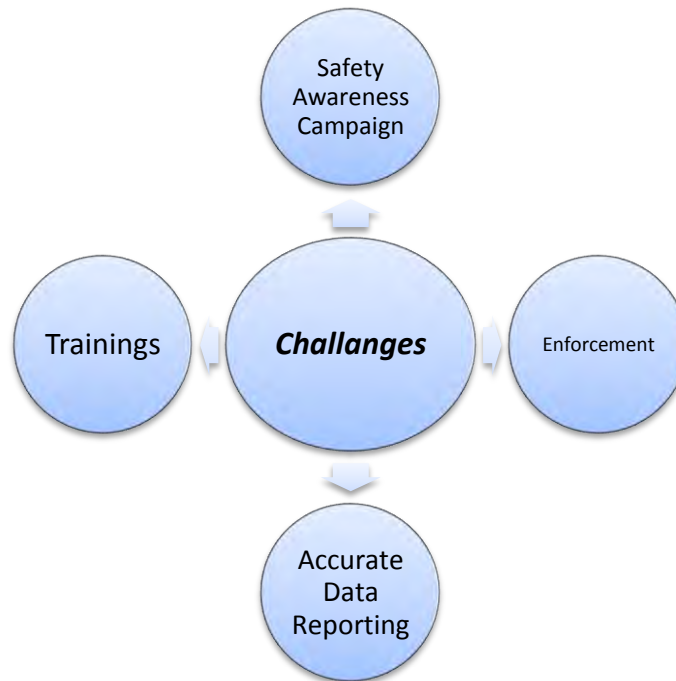 Safety
Awareness
Campaign
Trainings
Challanges
Enforcement
Accurate
Data
Reporting